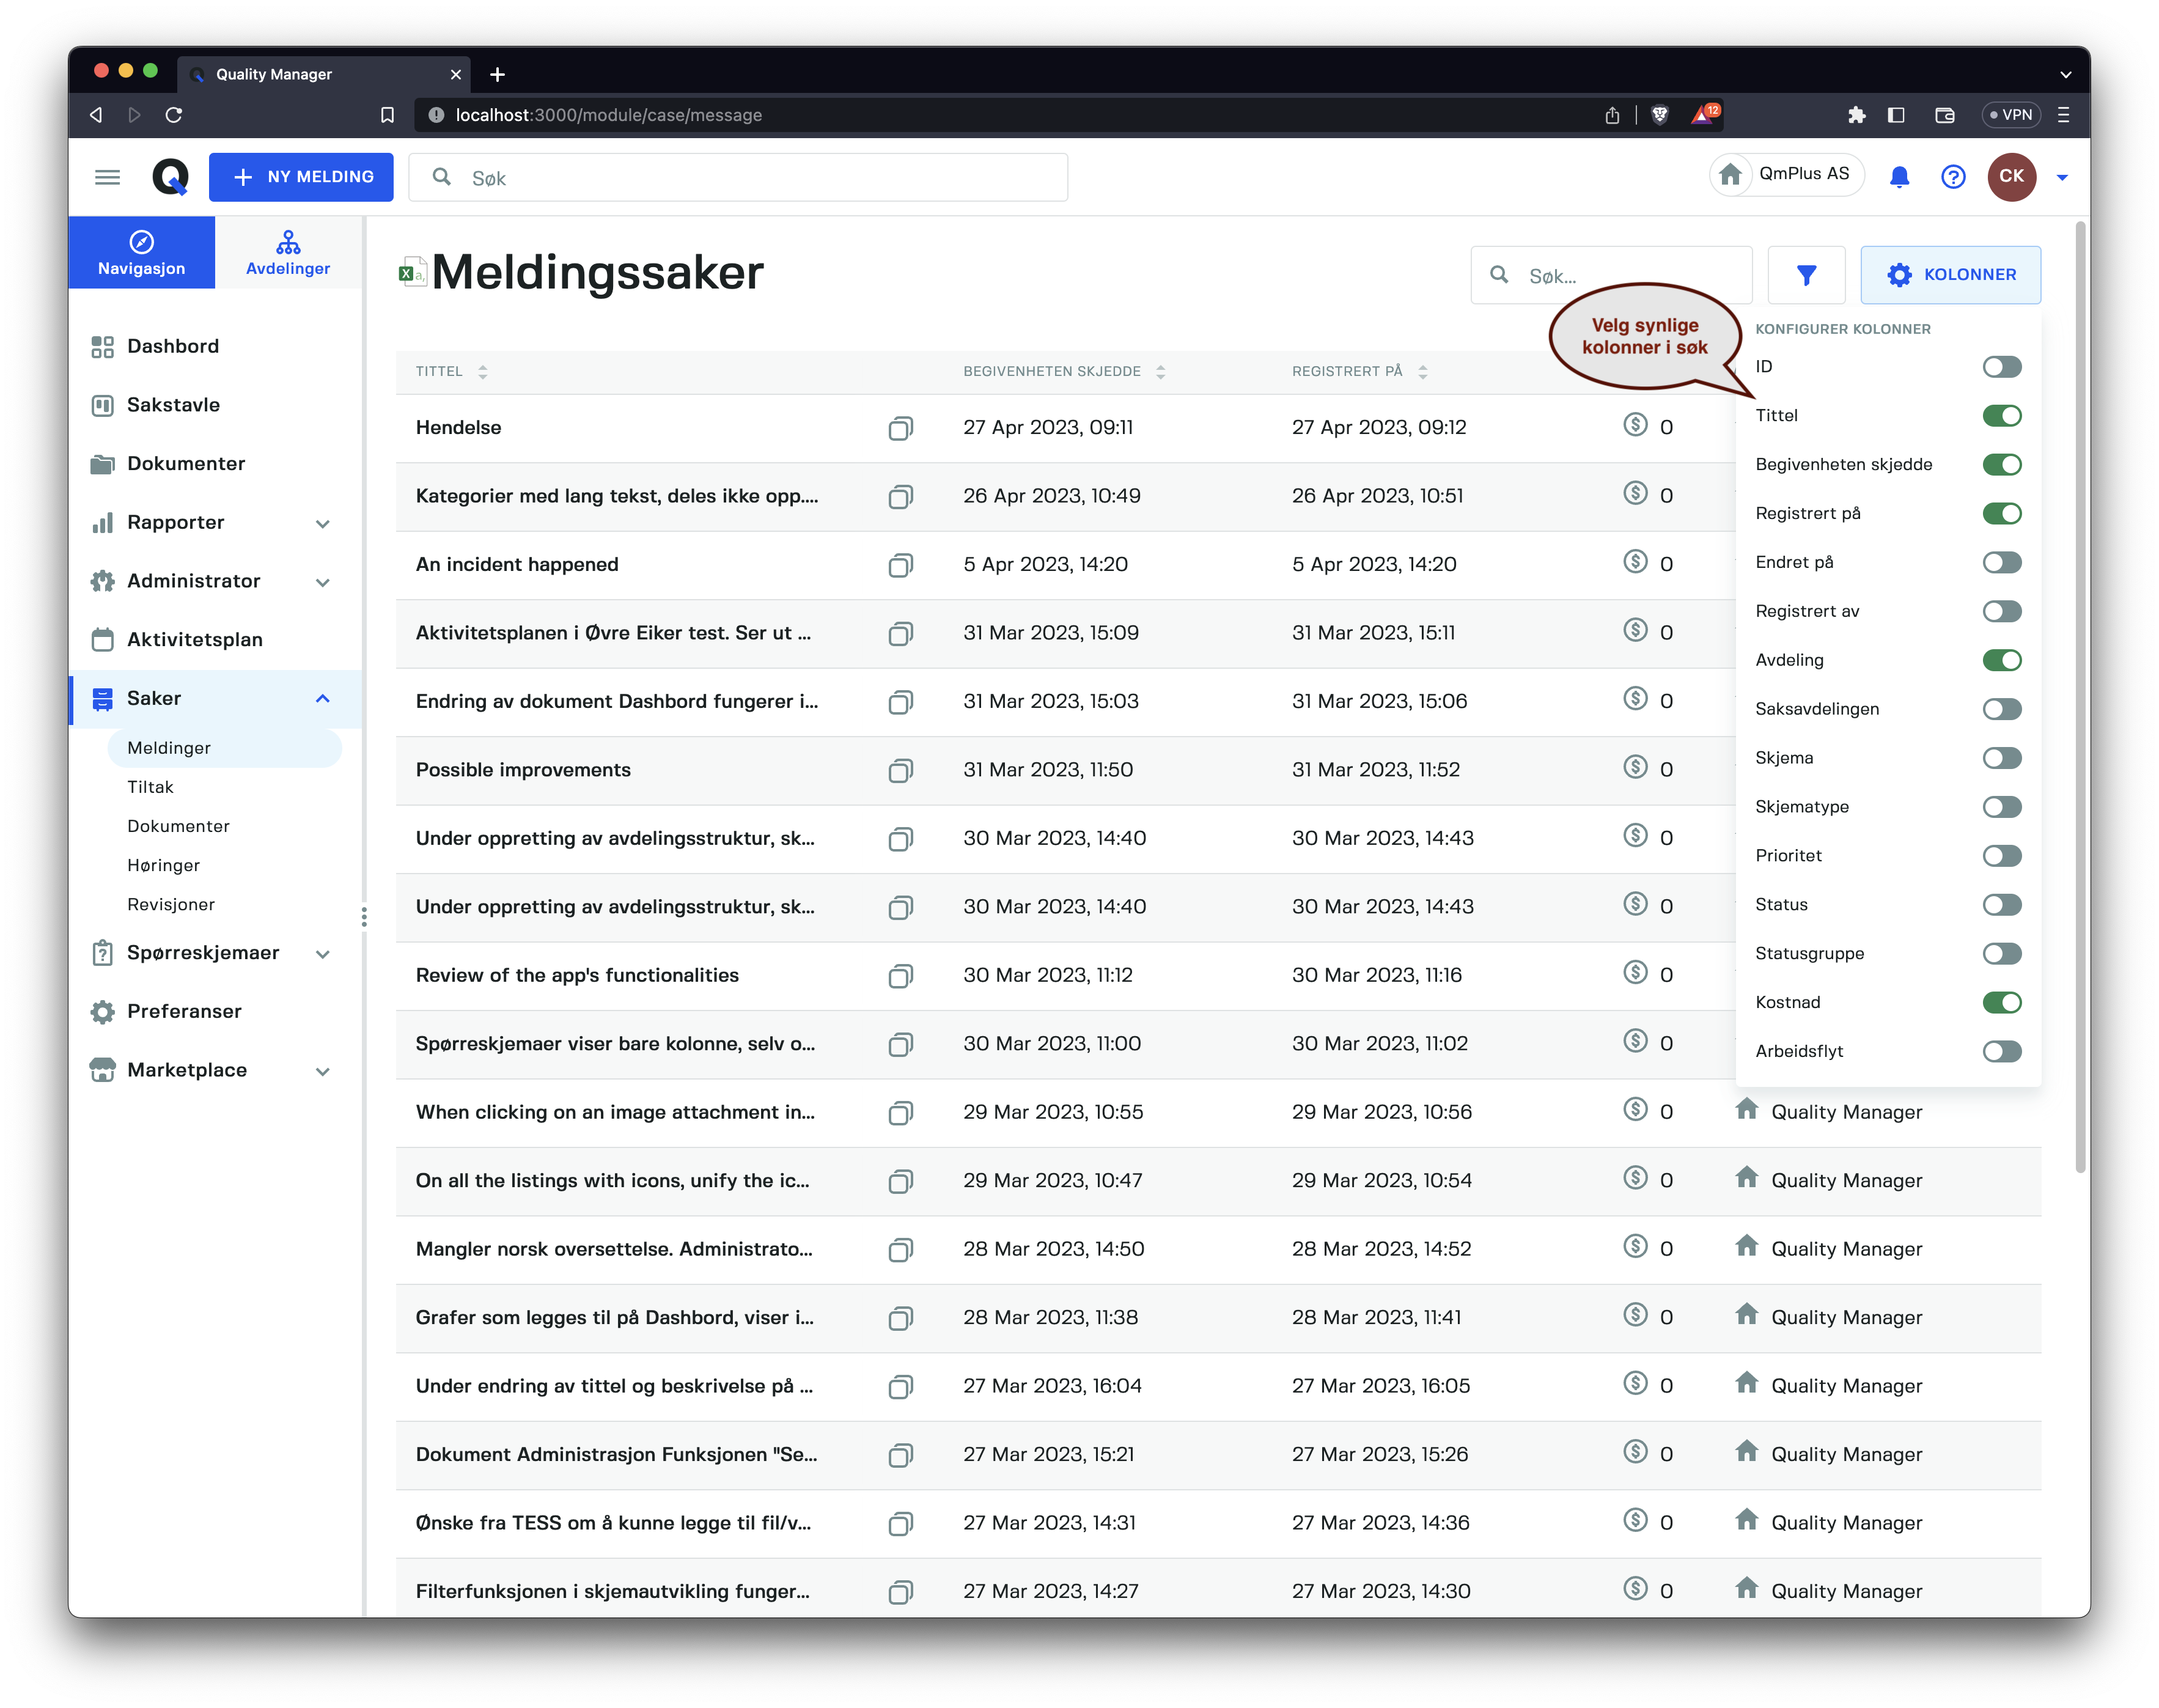 Quality Manager
localhost:3000/module/case/message
12
VPN
NY MELDING
Søk
QmPlus AS
CK
Navigasjon
Avdelinger
Dashbord
Sakstavle
Dokumenter
Rapporter
Administrator
Aktivitetsplan
Saker
Meldinger
Tiltak
Dokumenter
Høringer
Revisjoner
Spørreskjemaer
Preferanser
Marketplace
Meldingssaker
Søk...
KOLONNER
Velg synlige
kolonner i søk
KONFIGURER KOLONNER
ID
Tittel
Begivenheten skjedde
Registrert på
Endret på
Registrert av
Avdeling
Saksavdelingen
Skjema
Skjematype
Prioritet
Status
Statusgruppe
Kostnad
Arbeidsflyt
TITTEL BEGIVENHETEN SKJEDDE REGISTRERT PÅ
Hendelse 27 Apr 2023, 09:11 27 Apr 2023, 09:12 0
Kategorier med lang tekst, deles ikke opp.... 26 Apr 2023, 10:49 26 Apr 2023, 10:51 0
An incident happened 5 Apr 2023, 14:20 5 Apr 2023, 14:20 0
Aktivitetsplanen i Øvre Eiker test. Ser ut ... 31 Mar 2023, 15:09 31 Mar 2023, 15:11 0
Endring av dokument Dashbord fungerer i... 31 Mar 2023, 15:03 31 Mar 2023, 15:06 0
Possible improvements 31 Mar 2023, 11:50 31 Mar 2023, 11:52 0
Under oppretting av avdelingsstruktur, sk... 30 Mar 2023, 14:40 30 Mar 2023, 14:43 0
Under oppretting av avdelingsstruktur, sk... 30 Mar 2023, 14:40 30 Mar 2023, 14:43 0
Review of the app's functionalities 30 Mar 2023, 11:12 30 Mar 2023, 11:16 0
Spørreskjemaer viser bare kolonne, selv o... 30 Mar 2023, 11:00 30 Mar 2023, 11:02 0
When clicking on an image attachment in... 29 Mar 2023, 10:55 29 Mar 2023, 10:56 0 Quality Manager
On all the listings with icons, unify the ic... 29 Mar 2023, 10:47 29 Mar 2023, 10:54 0 Quality Manager
Mangler norsk oversettelse. Administrato... 28 Mar 2023, 14:50 28 Mar 2023, 14:52 0 Quality Manager
Grafer som legges til på Dashbord, viser i... 28 Mar 2023, 11:38 28 Mar 2023, 11:41 0 Quality Manager
Under endring av tittel og beskrivelse på ... 27 Mar 2023, 16:04 27 Mar 2023, 16:05 0 Quality Manager
Dokument Administrasjon Funksjonen "Se... 27 Mar 2023, 15:21 27 Mar 2023, 15:26 0 Quality Manager
Ønske fra TESS om å kunne legge til fil/v... 27 Mar 2023, 14:31 27 Mar 2023, 14:36 0 Quality Manager
Filterfunksjonen i skjemautvikling funger... 27 Mar 2023, 14:27 27 Mar 2023, 14:30 0 Quality Manager